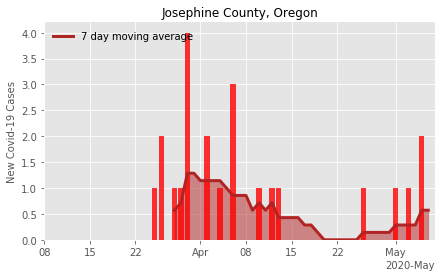 Josephine County, Oregon
7 day moving average
New Covid-19 Cases
4.0
3.5
3.0
2.5
2.0
1.5
1.0
0.5
0.0
08 15 22 Apr 08 15 22 May
2020-May